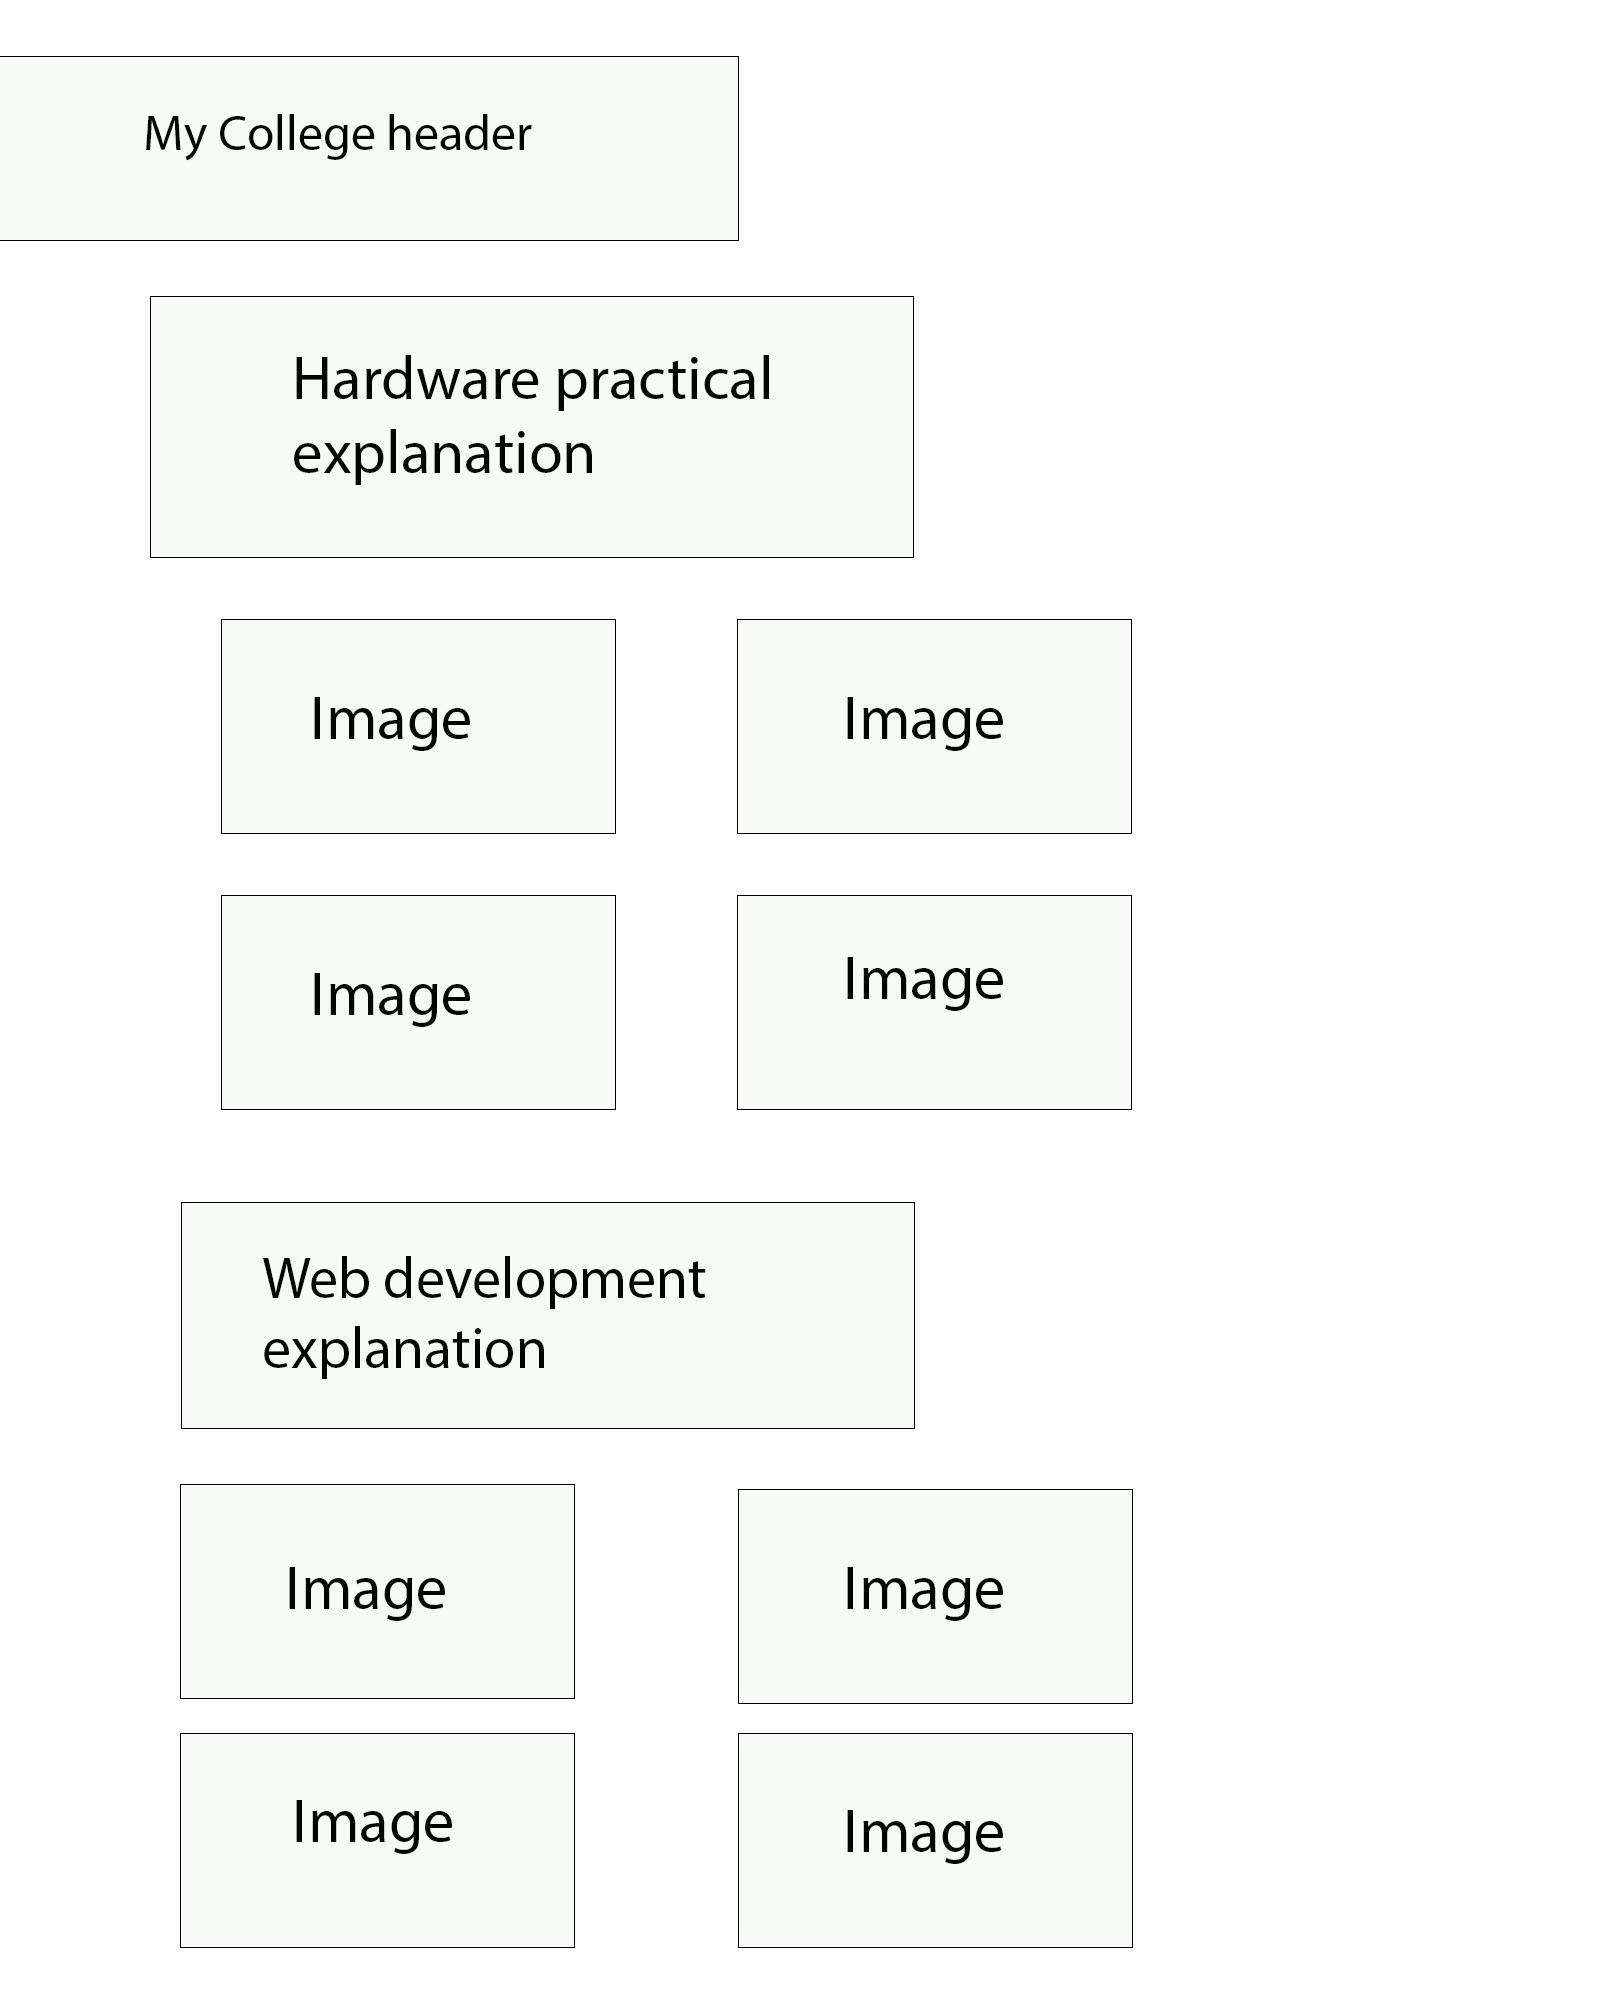 My College header
Hardware practical
explanation
Image
Image
Image
Image
Web development
explanation
Image
Image
Image
Image